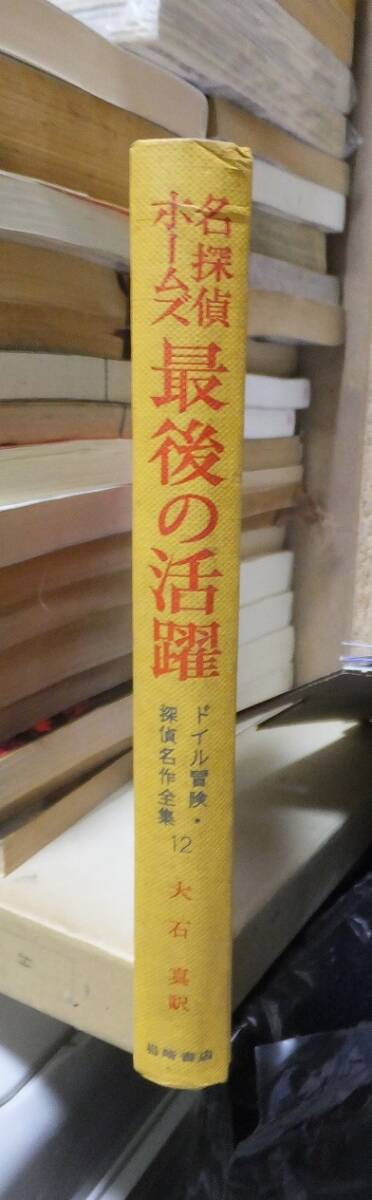 名探偵
ホームズ
最後の活躍
ドイル冒険・
探偵名作全集
12
大石真訳
岩崎書店